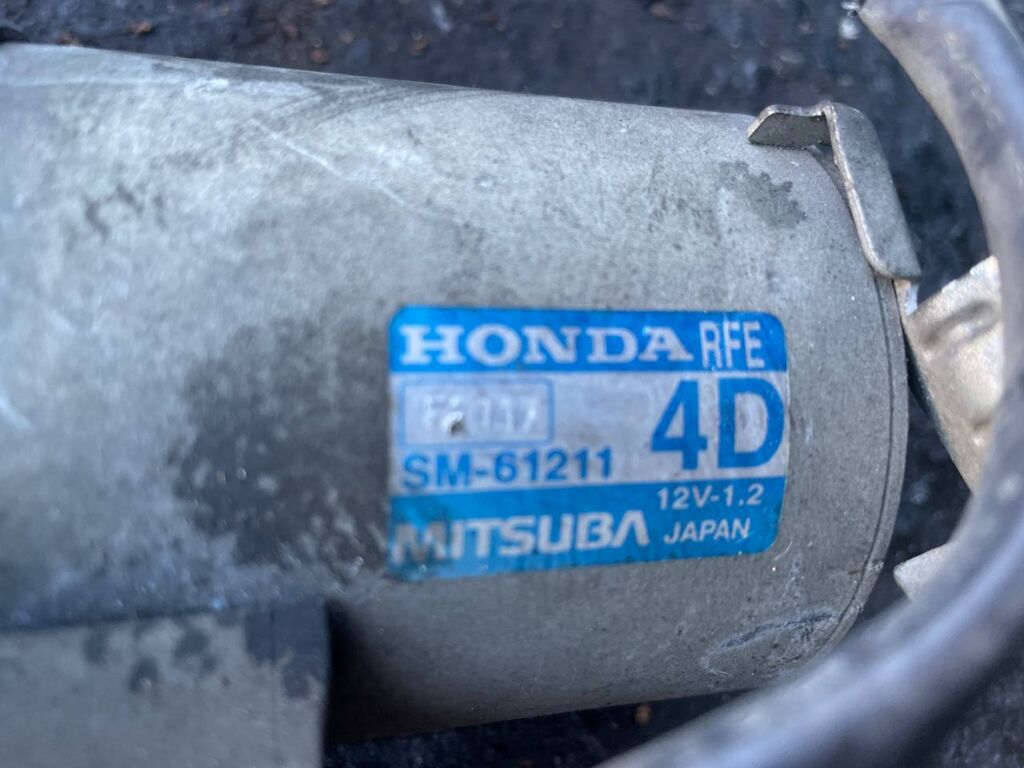 HONDA RFE
4D
SM-61211
12V-1.2
MITSUBA JAPAN